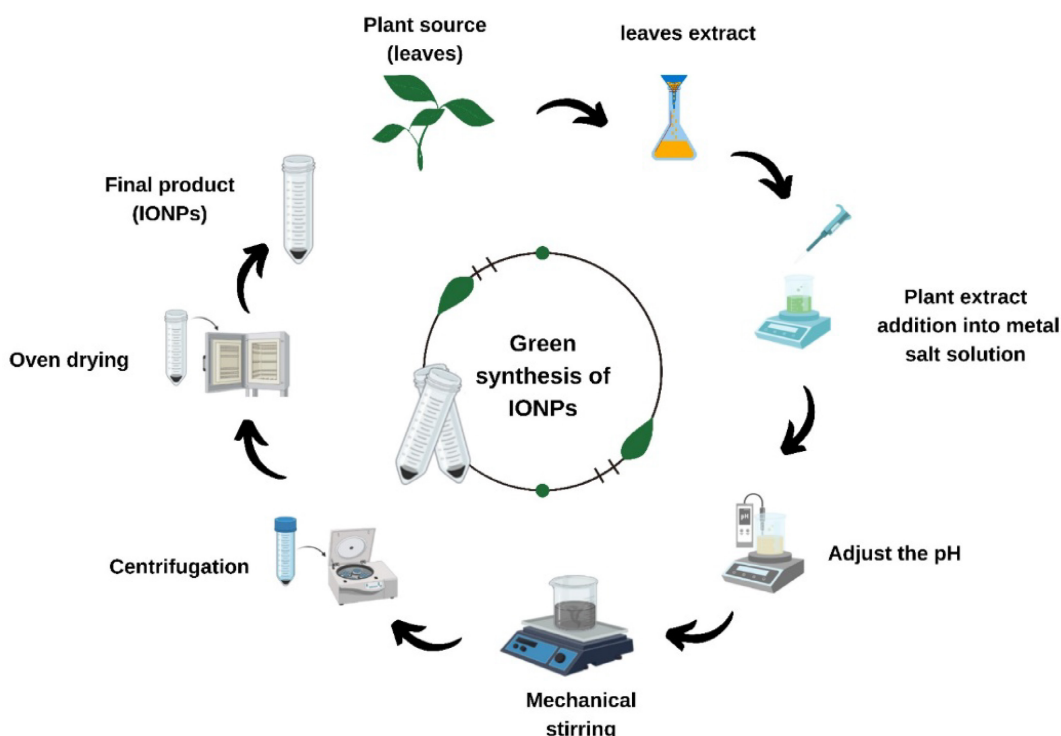 Plant source
(leaves)
leaves extract
Plant extract
addition into metal
salt solution
Adjust the pH
pH
Mechanical
stirring
Centrifugation
Oven drying
Final product
(IONPs)
Green
synthesis of
IONPs